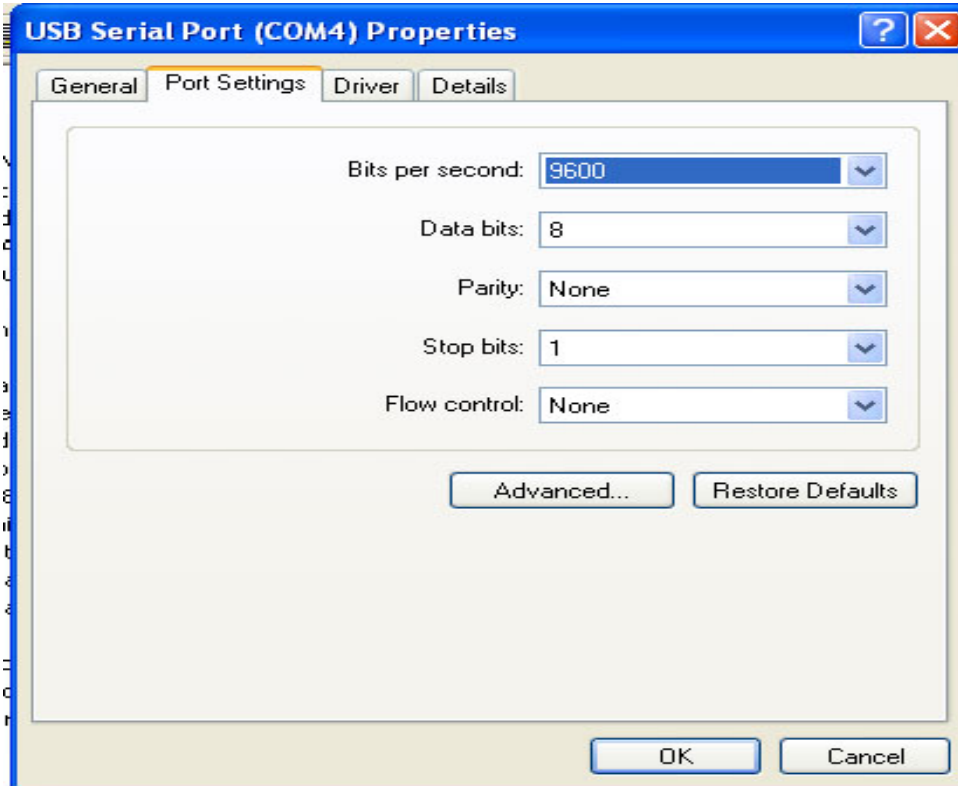 USB Serial Port (COM4) Properties
General Port Settings Driver Details
Bits per second: 9600
Data bits: 8
Parity: None
Stop bits: 1
Flow control: None
Advanced... Restore Defaults
OK Cancel